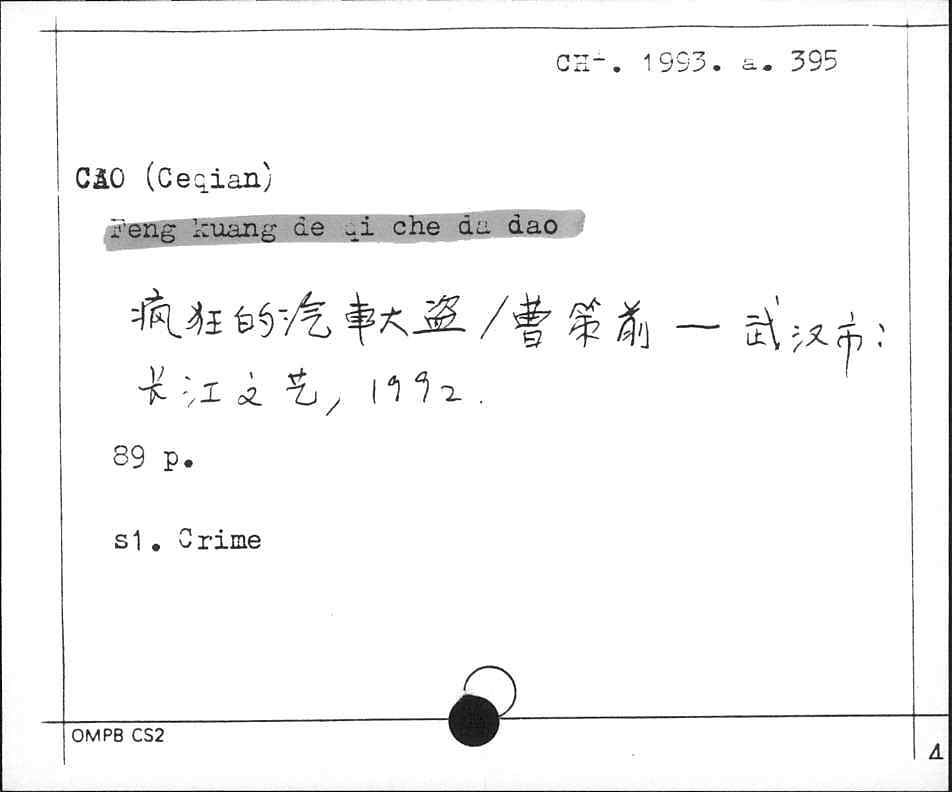 CH-. 1993. a. 395
CAO (Ceqian)
Feng kuang de qi che da dao
疯狂的汽車大盗/曹策前 — 武汉市:
长江文艺, 1992.
89 p.
s1. Crime
OMPB CS2
4